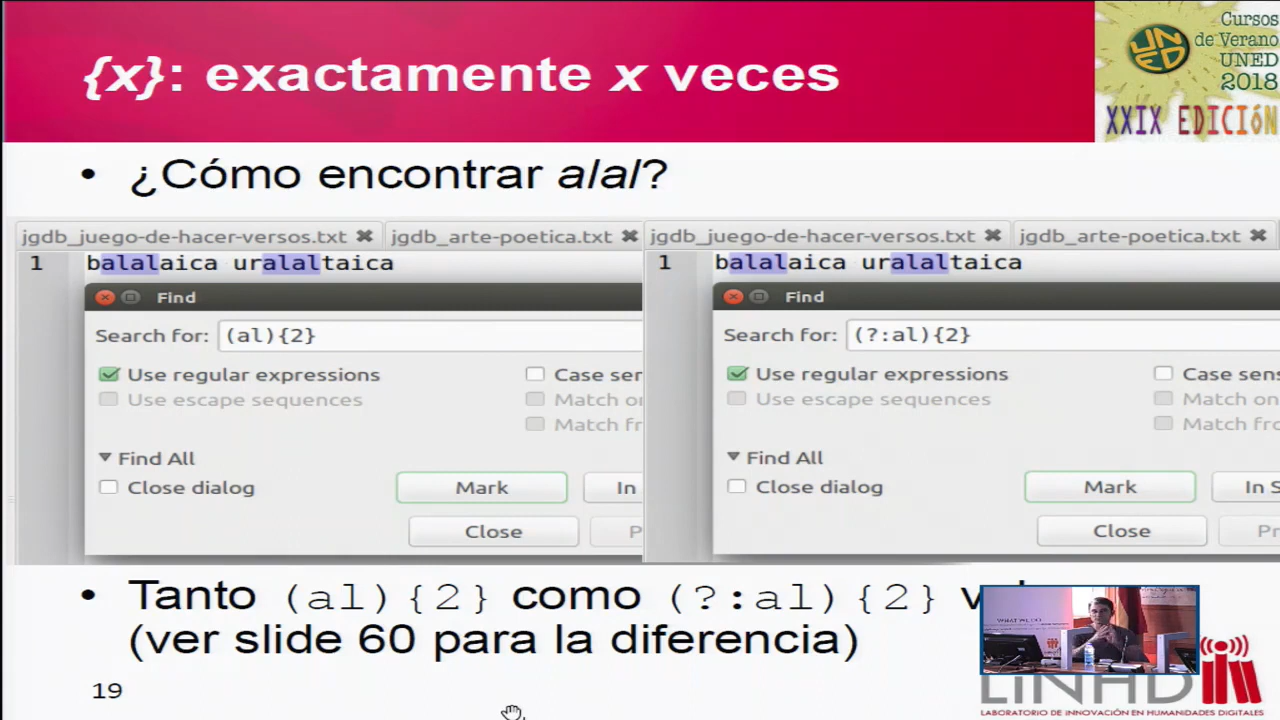 {x}: exactamente x veces
Cursos
de Verano
UNED
2018
UNED
XXIX EDICIÓN
• ¿Cómo encontrar alal?
jgdb_juego-de-hacer-versos.txt ✖ jgdb_arte-poetica.txt ✖
1 balalaica uralaltaica
Find
Search for: (al){2}
Use regular expressions
Case sen
Use escape sequences
Match on
Match fr
Find All
Close dialog
Mark
In
Close
P
jgdb_juego-de-hacer-versos.txt ✖ jgdb_arte-poetica.txt ✖
1 balalaica uralaltaica
Find
Search for: (?:al){2}
Use regular expressions
Case sens
Use escape sequences
Match on
Match fro
Find All
Close dialog
Mark
In S
Close
Pr
• Tanto (al){2} como (?:al){2}
(ver slide 60 para la diferencia)
19
LINHD
LABORATORIO DE INNOVACIÓN EN HUMANIDADES DIGITALES